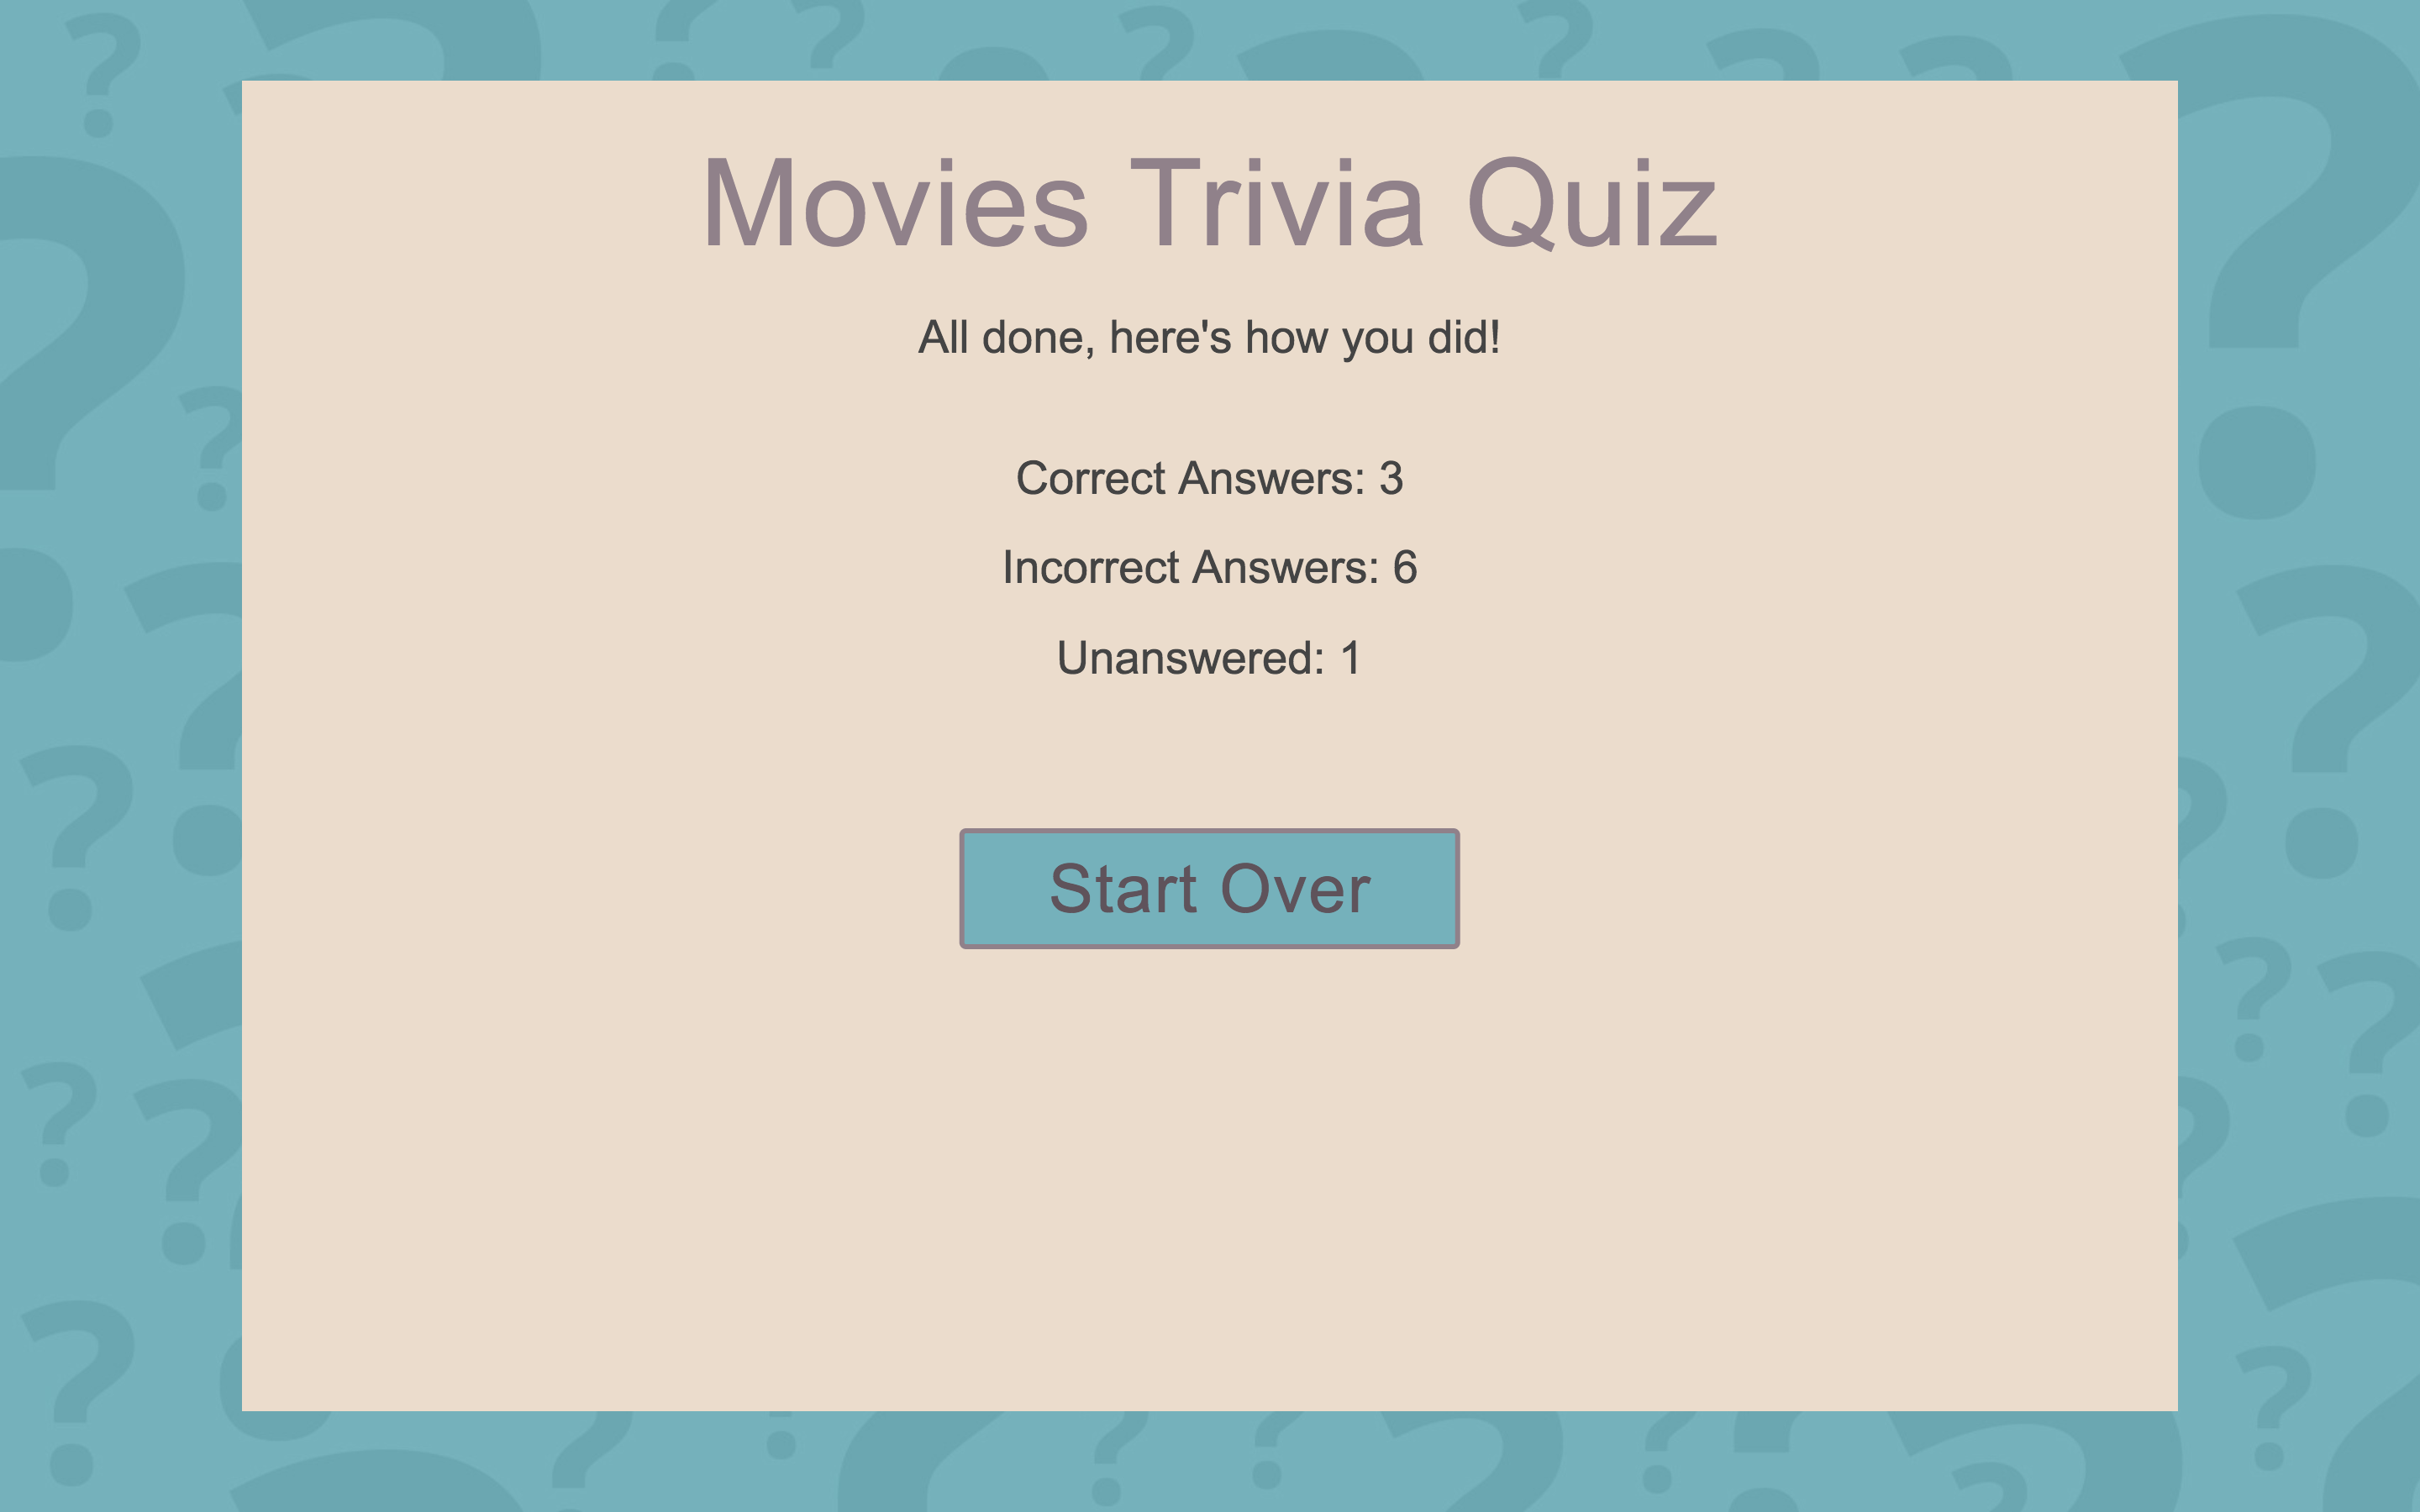 Movies Trivia Quiz
All done, here's how you did!
Correct Answers: 3
Incorrect Answers: 6
Unanswered: 1
Start Over